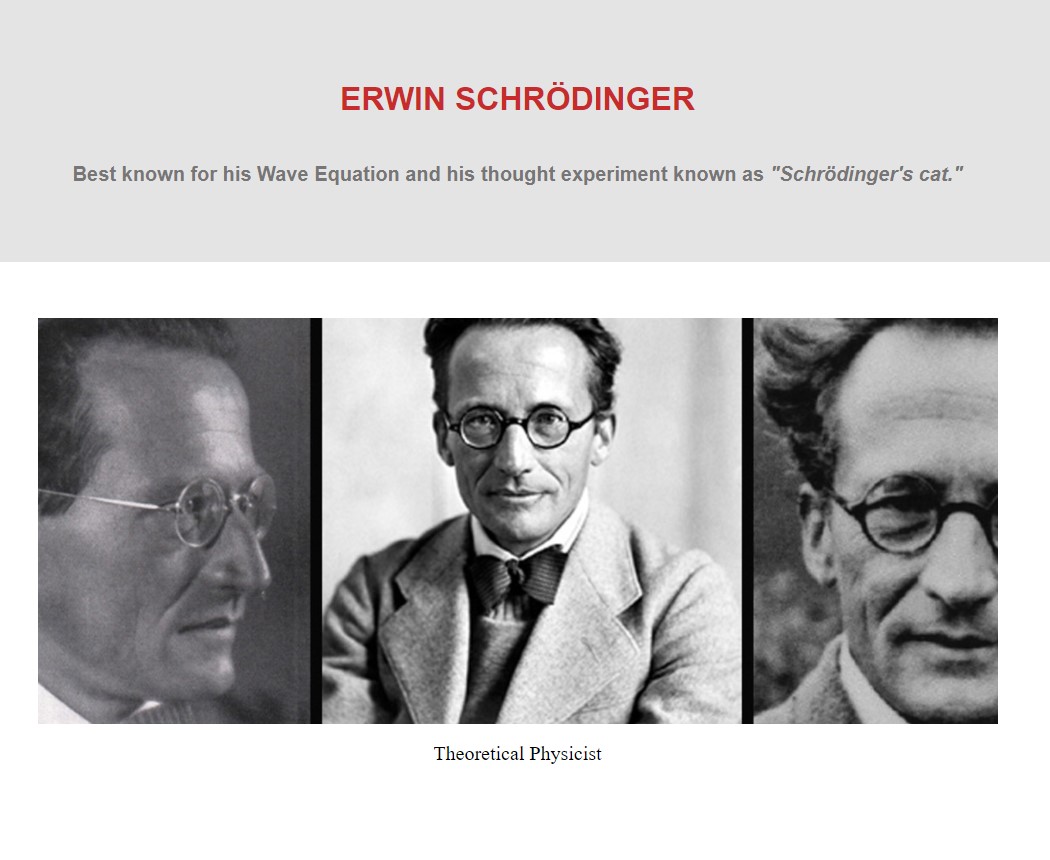 ERWIN SCHRÖDINGER
Best known for his Wave Equation and his thought experiment known as "Schrödinger's cat."
Theoretical Physicist